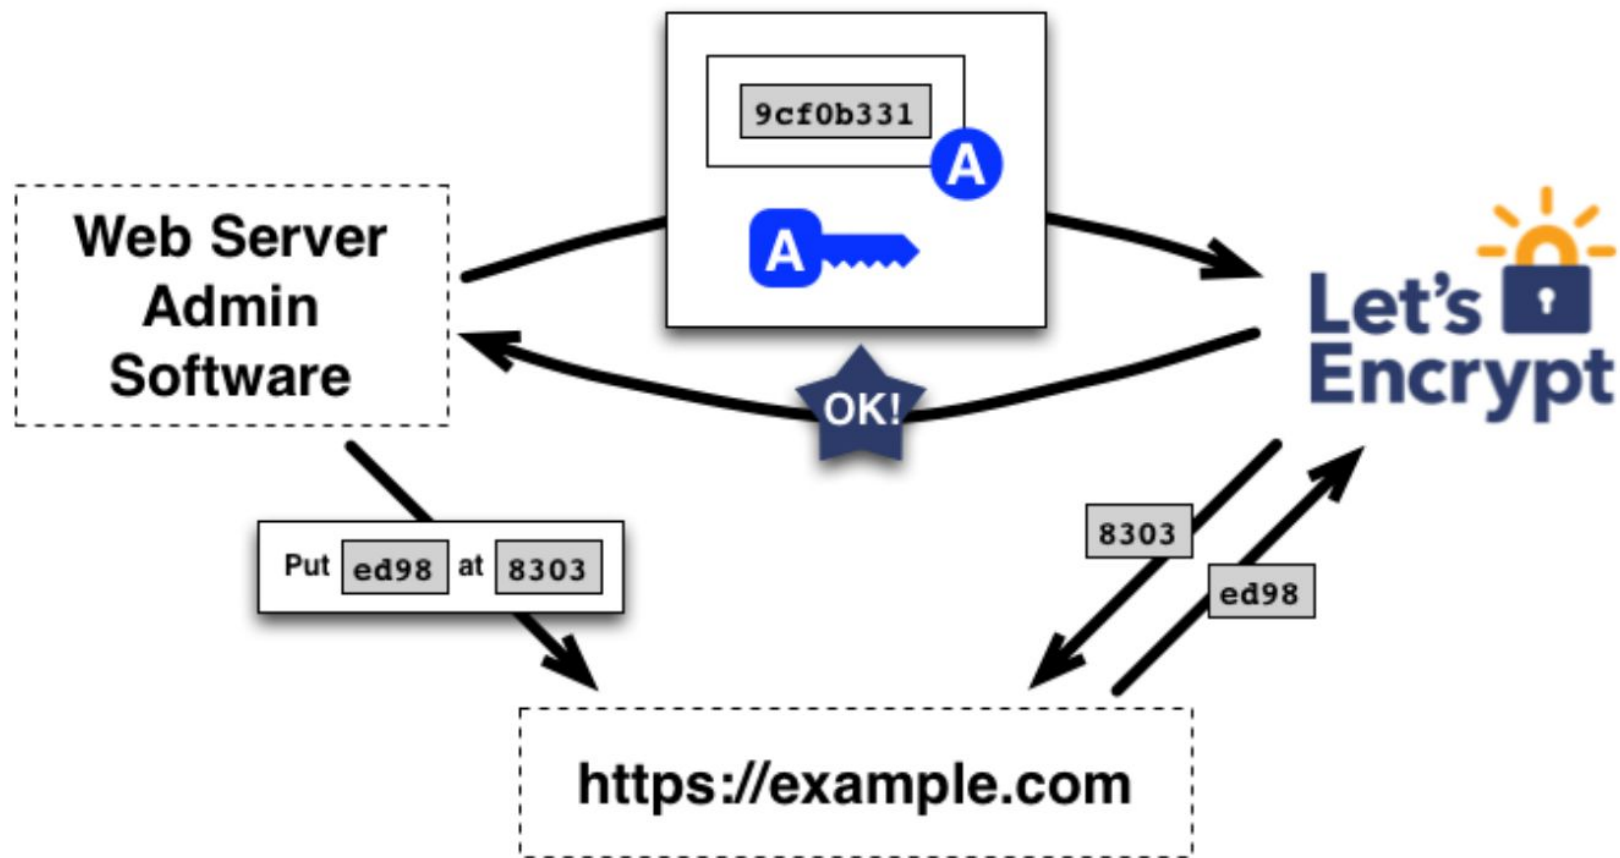 9cf0b331
A
A
Web Server
Admin
Software
Let's
Encrypt
OK!
Put ed98 at 8303
8303
ed98
https://example.com